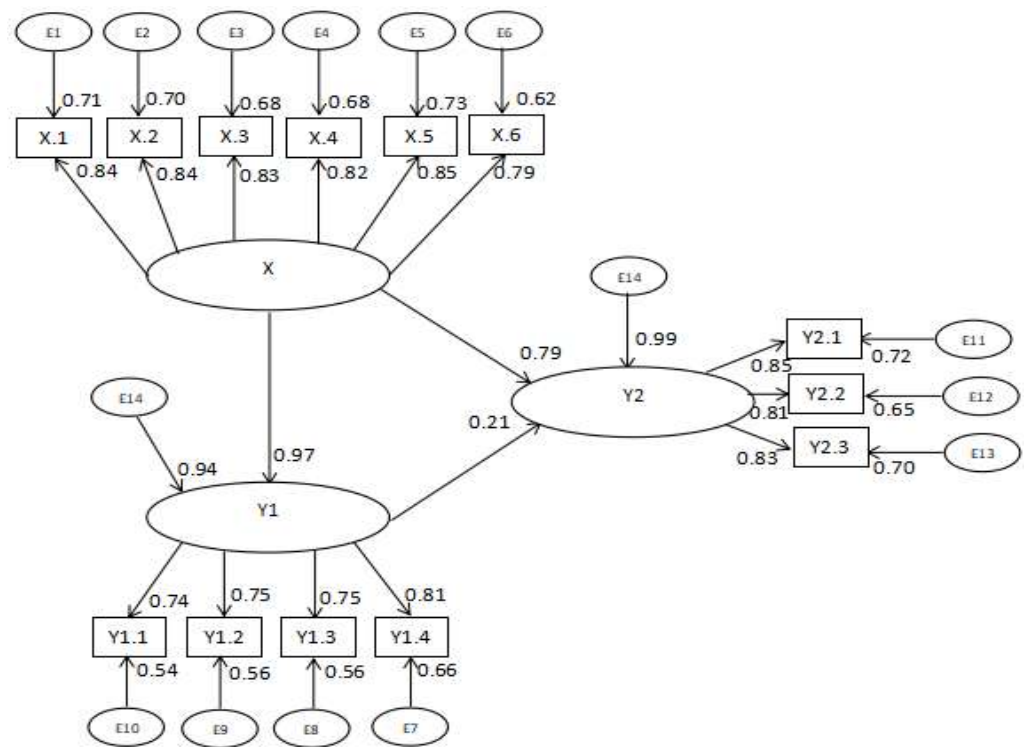 E1 E2 E3 E4 E5 E6
0.71 0.70 0.68 0.68 0.73 0.62
X.1 X.2 X.3 X.4 X.5 X.6
0.84 0.84 0.83 0.82 0.85 0.79
X
E14
0.99
Y2.1
E11
0.85
0.72
0.79
Y2
Y2.2
E12
0.81
0.65
E14
0.21
Y2.3
E13
0.83
0.70
0.94
0.97
Y1
0.74 0.75 0.75 0.81
Y1.1 Y1.2 Y1.3 Y1.4
0.54 0.56 0.56 0.66
E10 E9 E8 E7